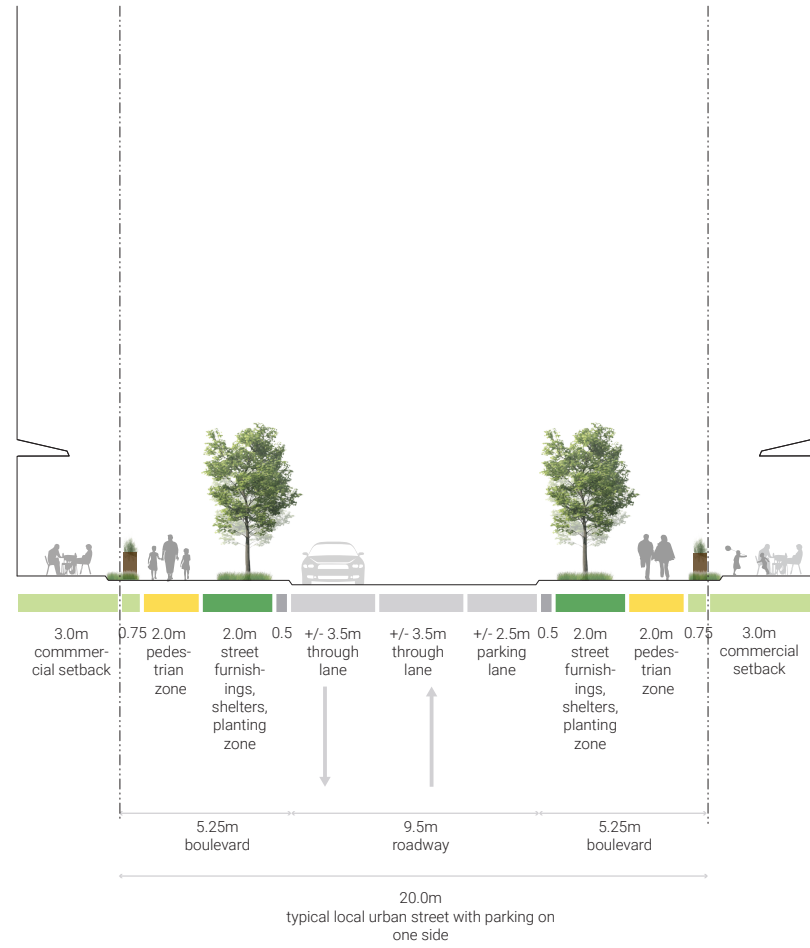 3.0m
commmer-
cial setback
0.75
2.0m
pedes-
trian
zone
2.0m
street
furnish-
ings,
shelters,
planting
zone
0.5
+/- 3.5m
through
lane
+/- 3.5m
through
lane
+/- 2.5m
parking
lane
0.5
2.0m
street
furnish-
ings,
shelters,
planting
zone
2.0m
pedes-
trian
zone
0.75
3.0m
commercial
setback
5.25m
boulevard
9.5m
roadway
5.25m
boulevard
20.0m
typical local urban street with parking on
one side